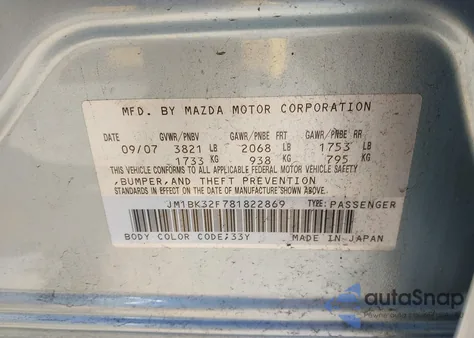 MFD. BY MAZDA MOTOR CORPORATION
DATE GVWR/PNBV GAWR/PNBE FRT GAWR/PNBE RR
09/07 3821 LB 2068 LB 1753 LB
1733 KG 938 KG 795 KG
THIS VEHICLE CONFORMS TO ALL APPLICABLE FEDERAL MOTOR VEHICLE SAFETY,
BUMPER,AND THEFT PREVENTION
STANDARDS IN EFFECT ON THE DATE OF MANUFACTURE SHOWN ABOVE.
JM1BK32F781822869 TYPE:PASSENGER
BODY COLOR CODE;33Y MADE IN JAPAN
autoSnap